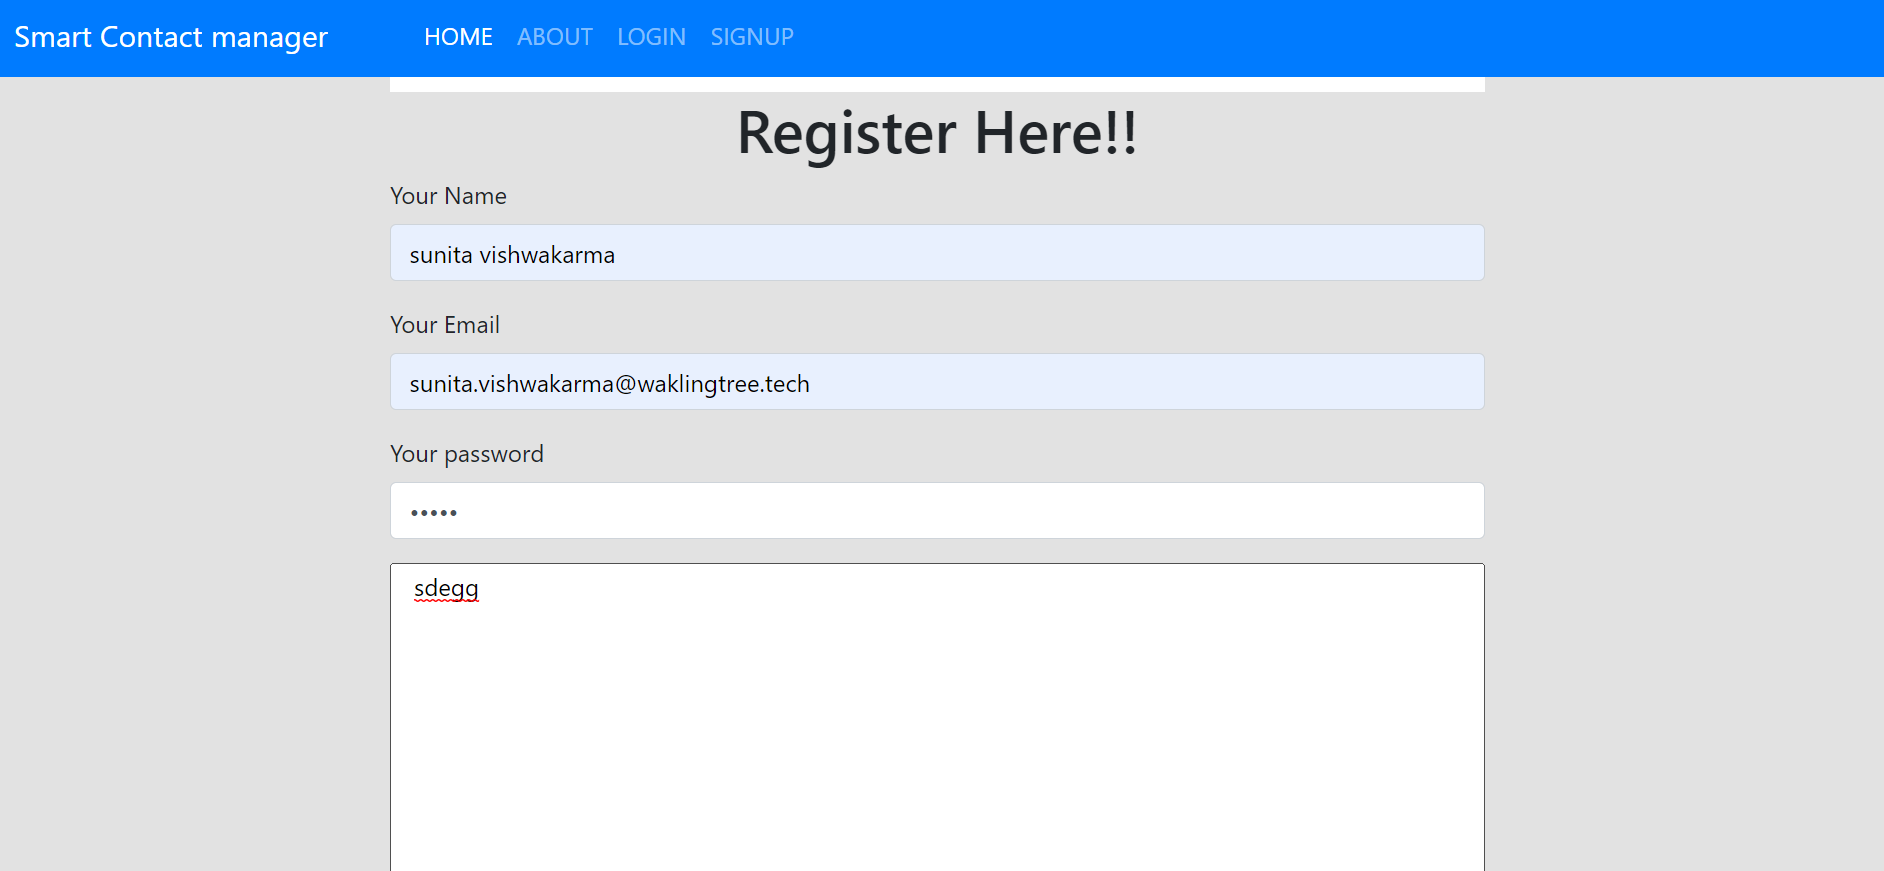 Smart Contact manager HOME ABOUT LOGIN SIGNUP
Register Here!!
Your Name
sunita vishwakarma
Your Email
sunita.vishwakarma@waklingtree.tech
Your password
•••••
sdegg